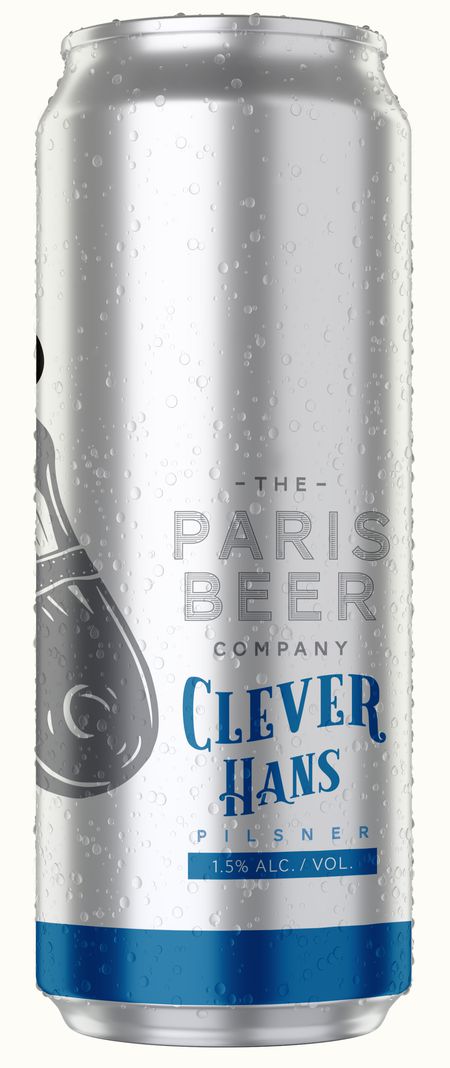 - THE -
PARIS
BEER
COMPANY
CLEVER
HANS
PILSNER
1.5% ALC. / VOL.